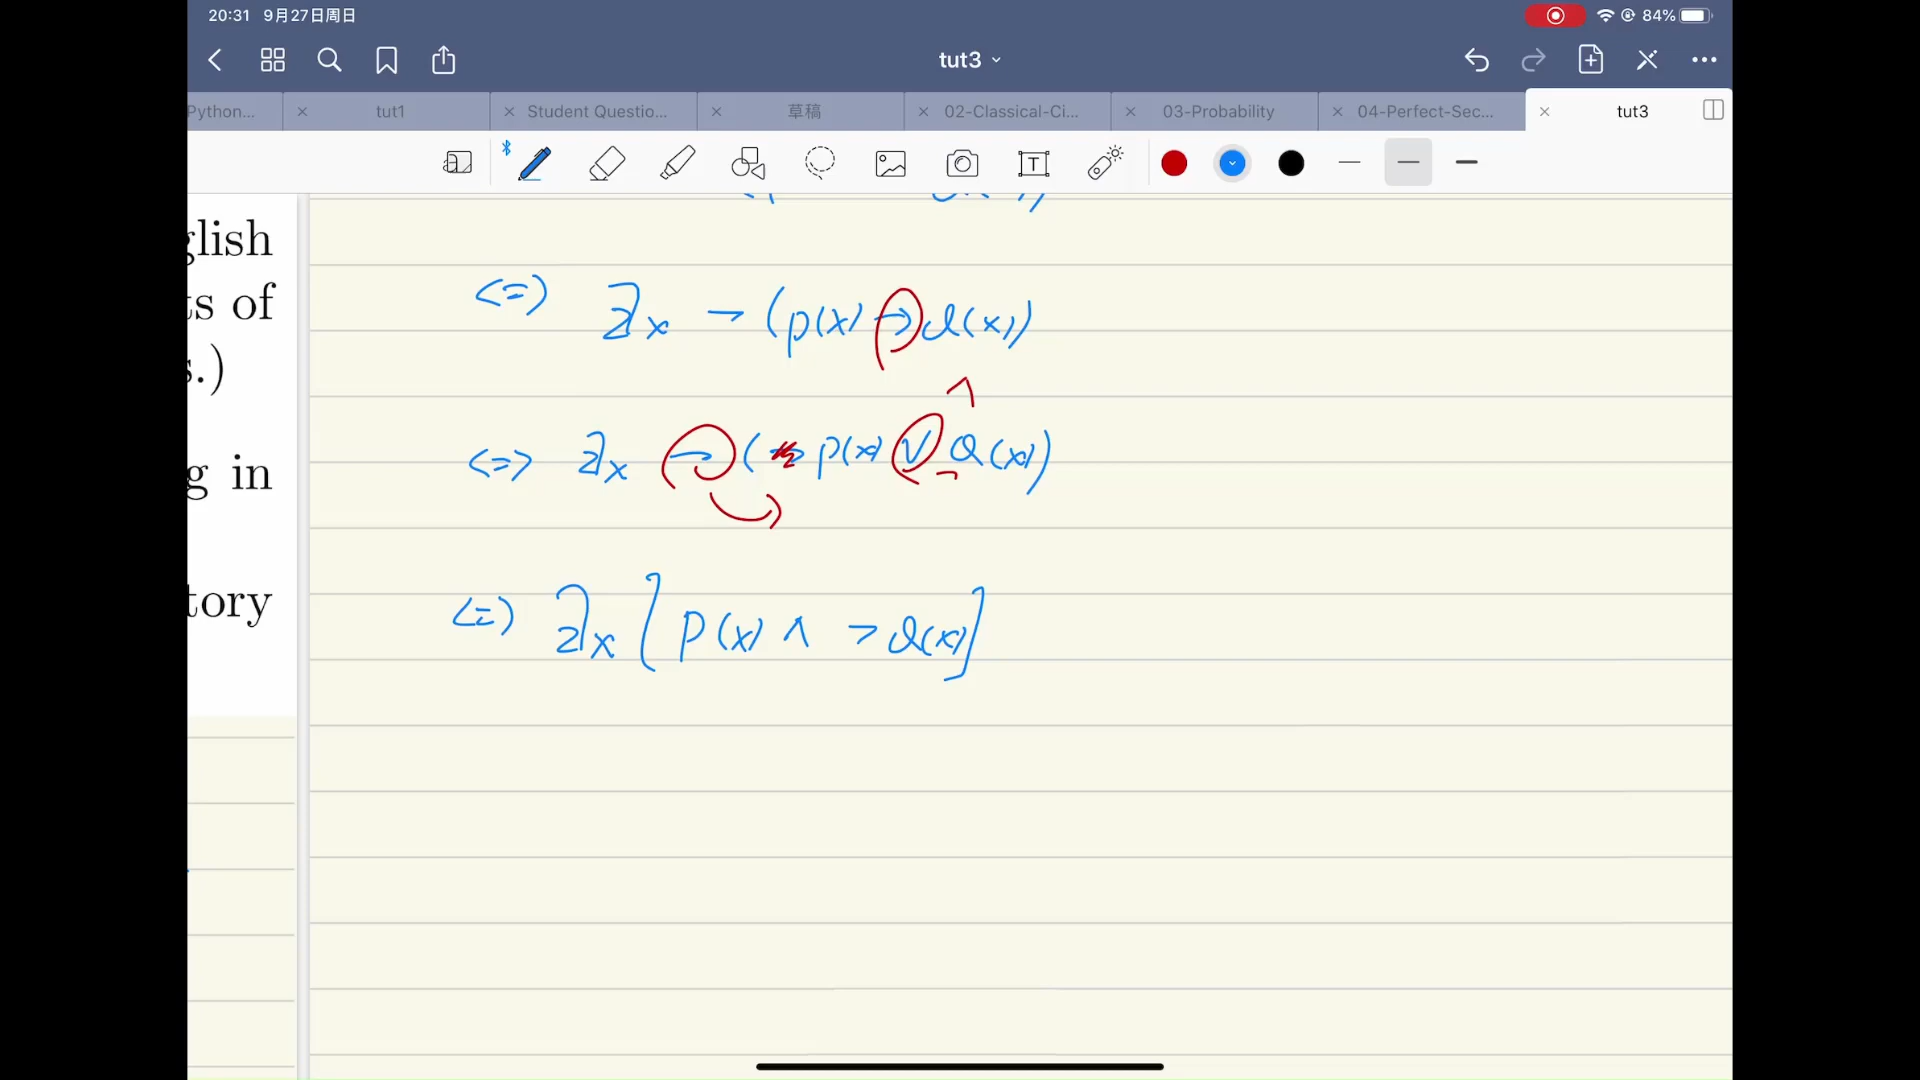 20:31 9月27日周日 84%
tut3
Python... tut1 Student Questio... 草稿 02-Classical-Ci... 03-Probability 04-Perfect-Sec... tut3
glish
ts of
s.)
g in
tory
<=> ∃x ¬(p(x) → Q(x))
^
<=> ∃x ¬( p(x) ∨ Q(x))
¬
<=> ∃x [P(x) ∧ ¬Q(x)]